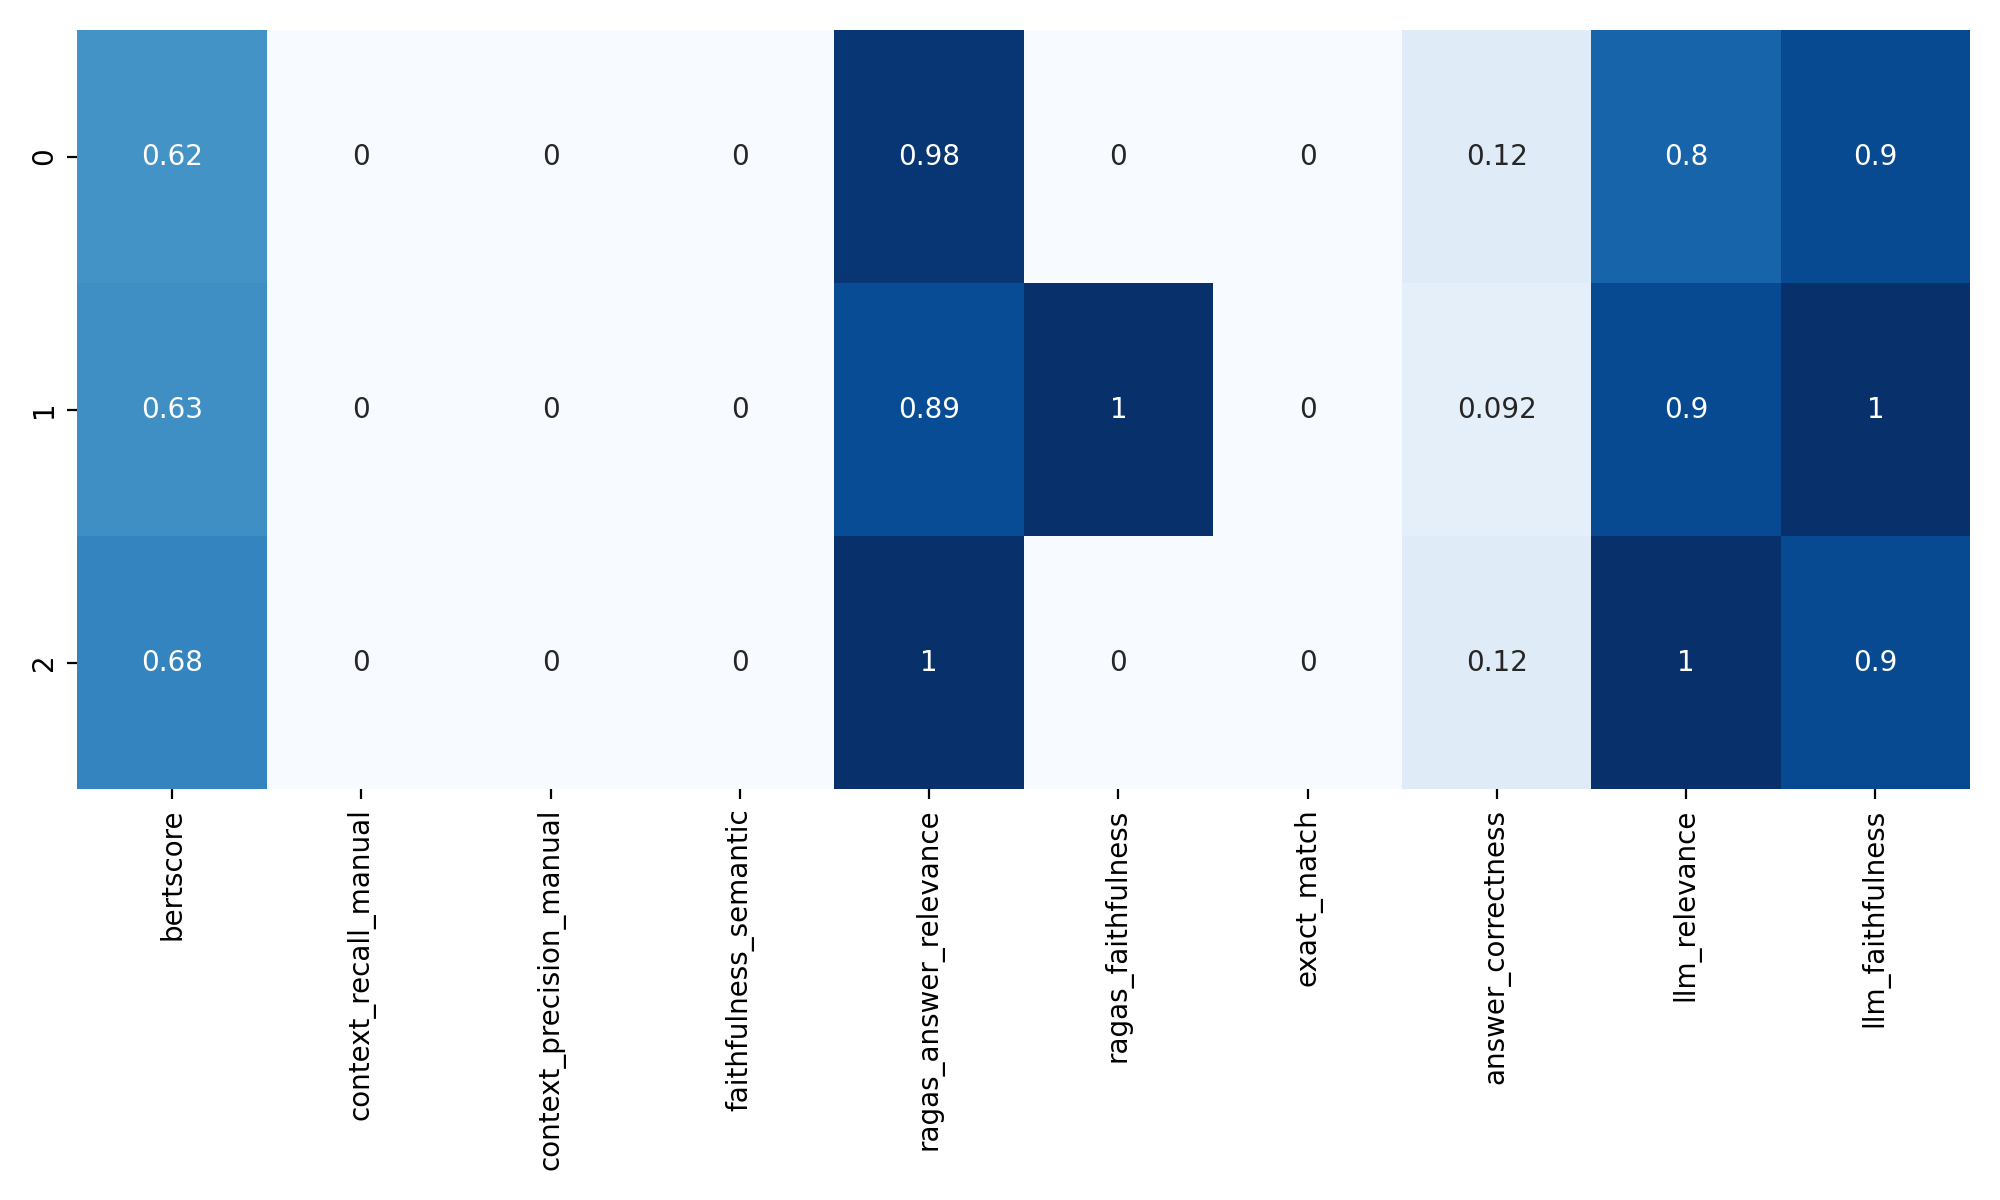 0 0.62 0 0 0 0.98 0 0 0.12 0.8 0.9
1 0.63 0 0 0 0.89 1 0 0.092 0.9 1
2 0.68 0 0 0 1 0 0 0.12 1 0.9
bertscore
context_recall_manual
context_precision_manual
faithfulness_semantic
ragas_answer_relevance
ragas_faithfulness
exact_match
answer_correctness
llm_relevance
llm_faithfulness